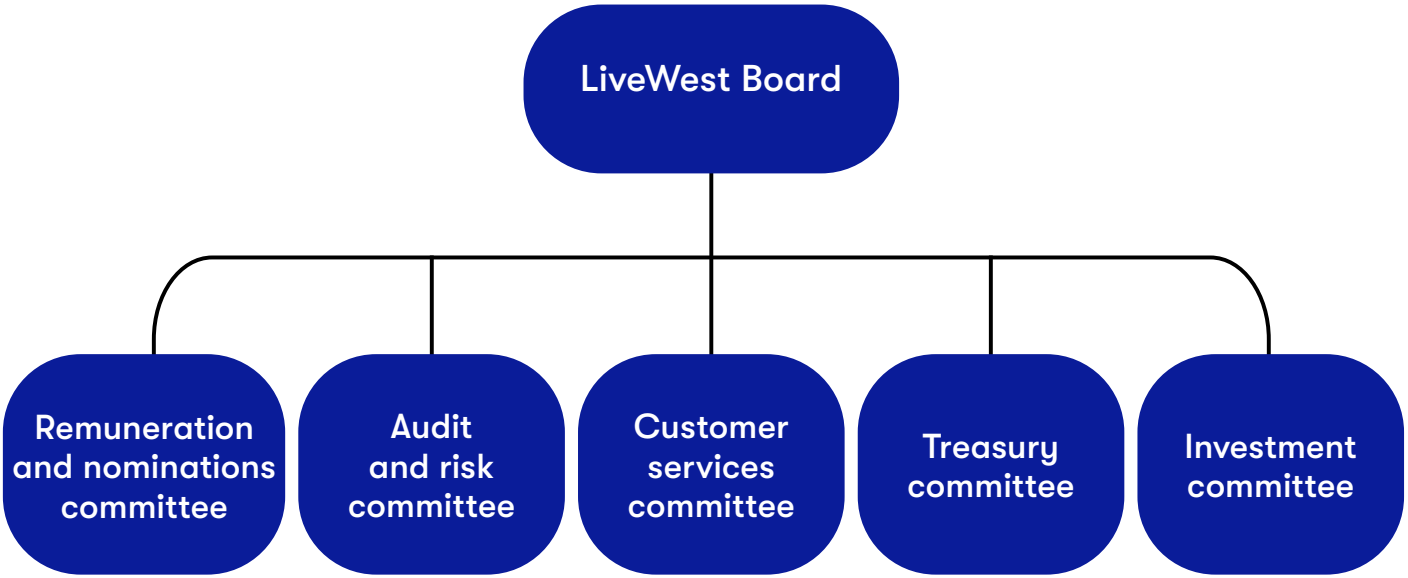 LiveWest Board
Remuneration
and nominations
committee
Audit
and risk
committee
Customer
services
committee
Treasury
committee
Investment
committee